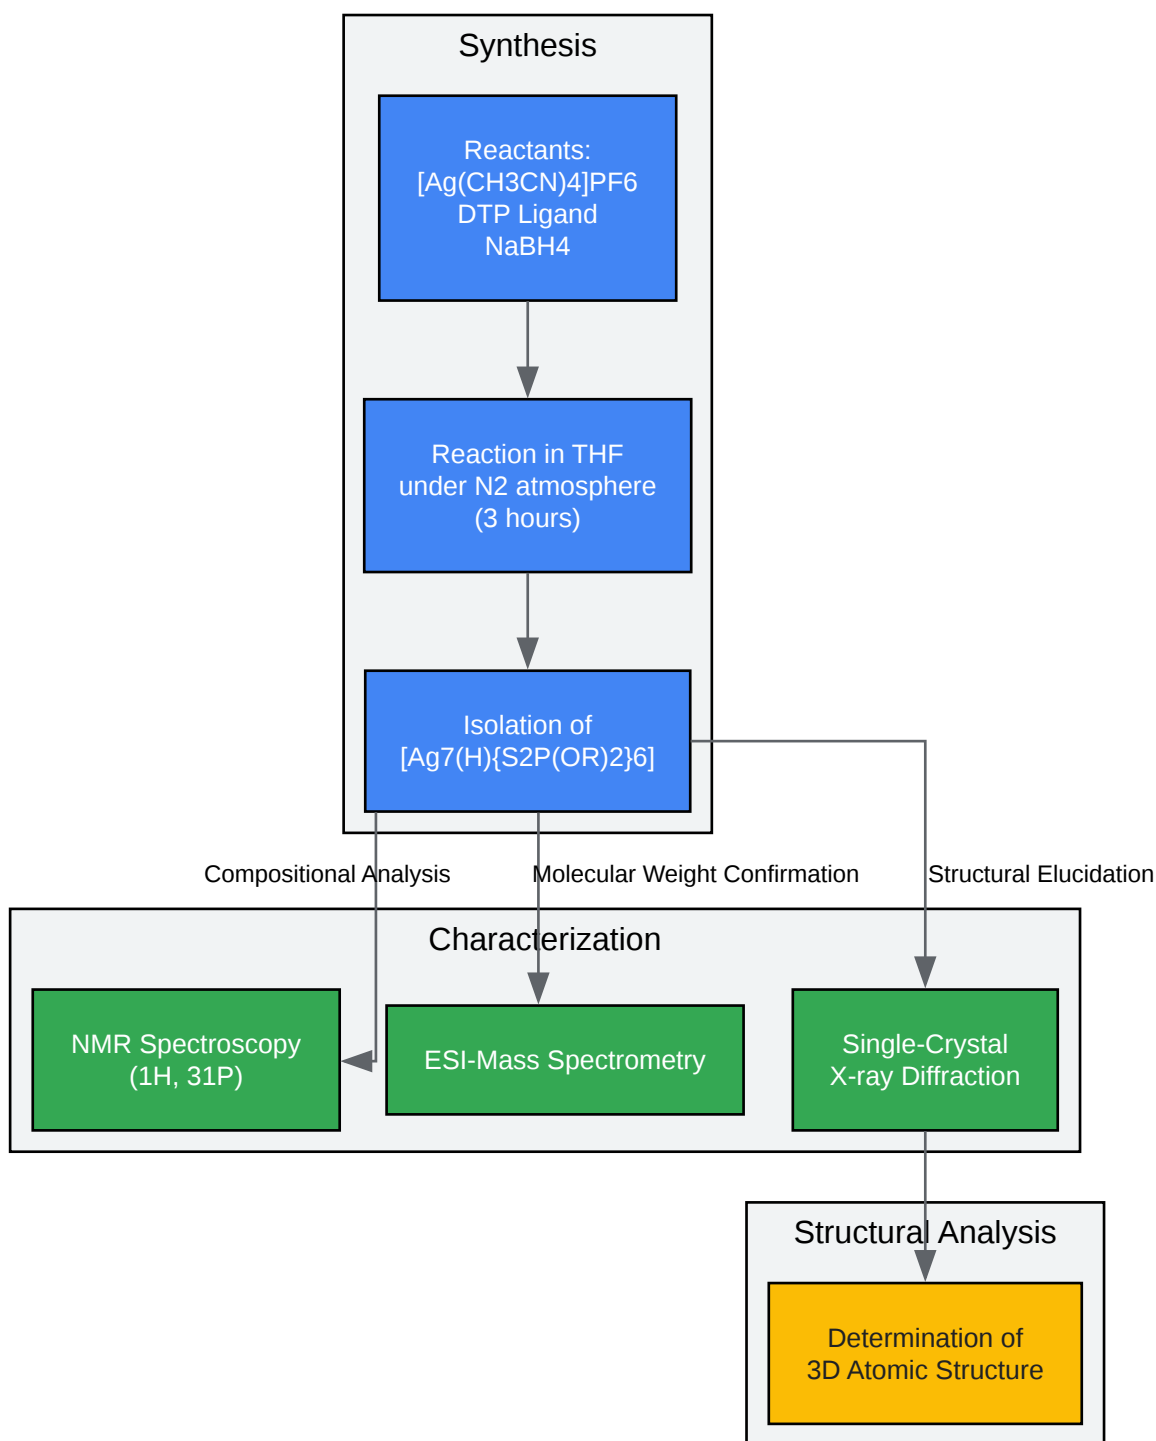 Synthesis
Reactants:
[Ag(CH3CN)4]PF6
DTP Ligand
NaBH4
Reaction in THF
under N2 atmosphere
(3 hours)
Isolation of
[Ag7(H){S2P(OR)2}6]
Compositional Analysis
Molecular Weight Confirmation
Structural Elucidation
Characterization
NMR Spectroscopy
(1H, 31P)
ESI-Mass Spectrometry
Single-Crystal
X-ray Diffraction
Structural Analysis
Determination of
3D Atomic Structure